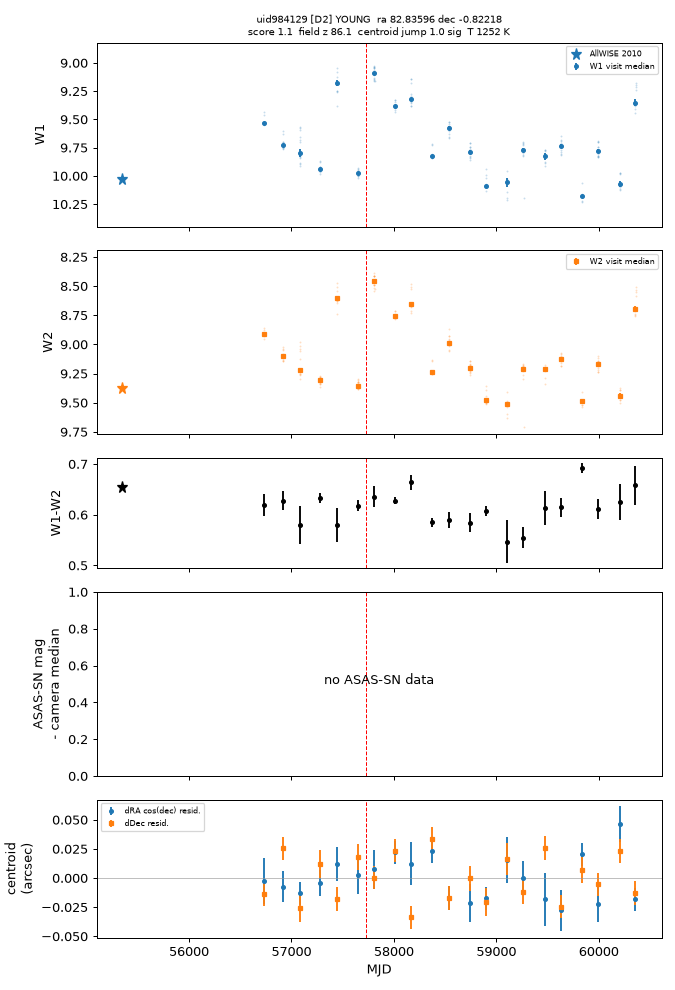 uid984129 [D2] YOUNG  ra 82.83596 dec -0.82218
score 1.1  field z 86.1  centroid jump 1.0 sig  T 1252 K
AllWISE 2010
W1 visit median
W1
9.00
9.25
9.50
9.75
10.00
10.25
W2 visit median
W2
8.25
8.50
8.75
9.00
9.25
9.50
9.75
W1-W2
0.7
0.6
0.5
ASAS-SN mag
- camera median
1.0
0.8
0.6
0.4
0.2
0.0
no ASAS-SN data
dRA cos(dec) resid.
dDec resid.
centroid
(arcsec)
0.050
0.025
0.000
−0.025
−0.050
56000 57000 58000 59000 60000
MJD